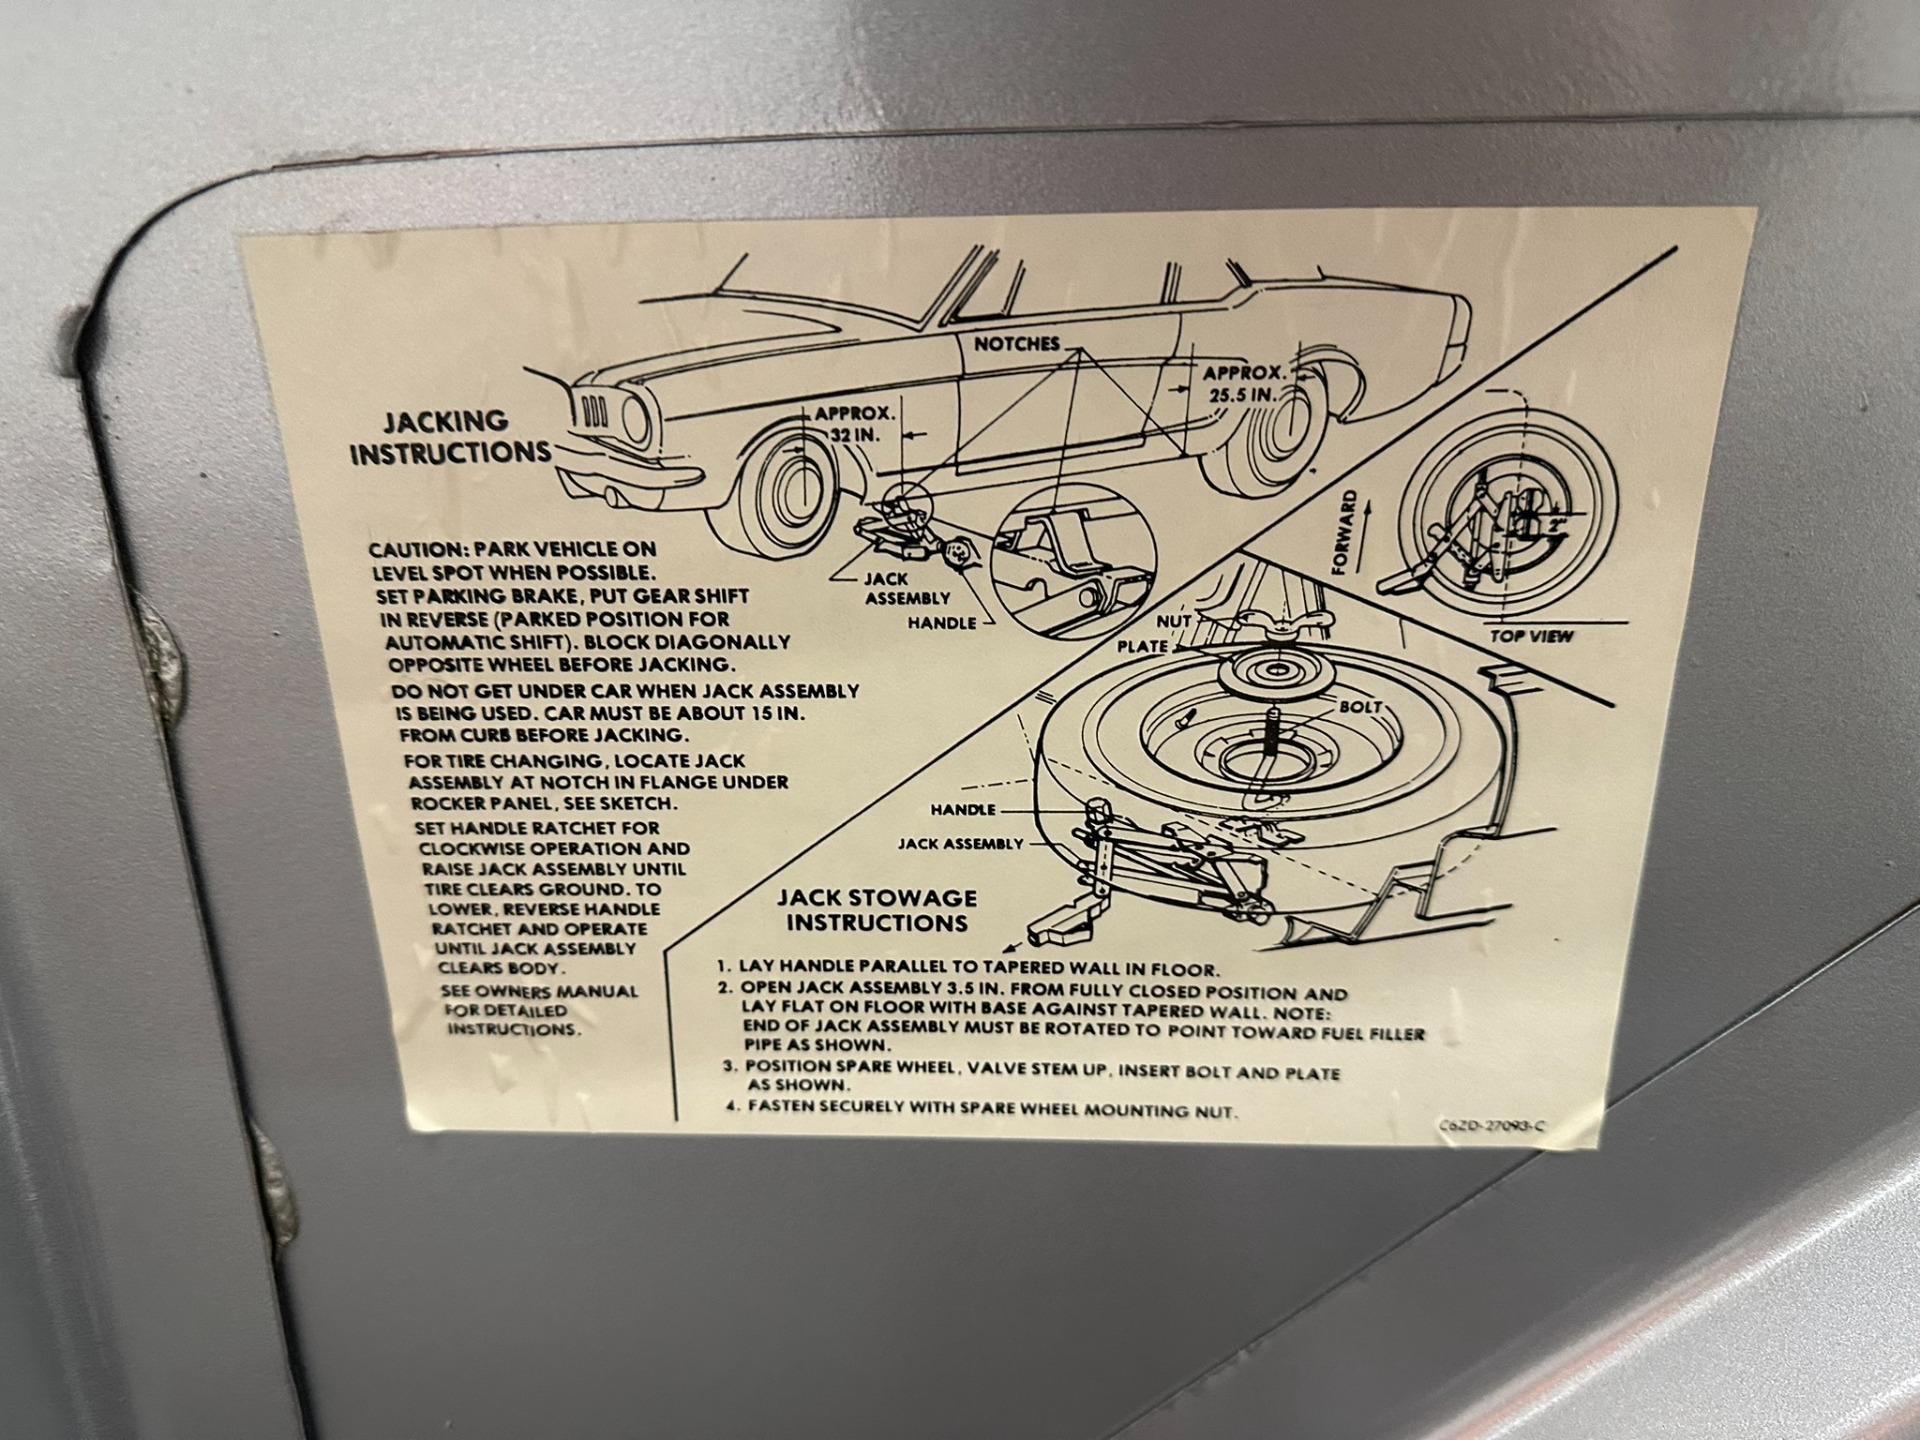 JACKING
INSTRUCTIONS
NOTCHES
APPROX.
32 IN.
APPROX.
25.5 IN.
JACK
ASSEMBLY
HANDLE
CAUTION: PARK VEHICLE ON
LEVEL SPOT WHEN POSSIBLE.
SET PARKING BRAKE, PUT GEAR SHIFT
IN REVERSE (PARKED POSITION FOR
AUTOMATIC SHIFT). BLOCK DIAGONALLY
OPPOSITE WHEEL BEFORE JACKING.
DO NOT GET UNDER CAR WHEN JACK ASSEMBLY
IS BEING USED. CAR MUST BE ABOUT 15 IN.
FROM CURB BEFORE JACKING.
FOR TIRE CHANGING, LOCATE JACK
ASSEMBLY AT NOTCH IN FLANGE UNDER
ROCKER PANEL, SEE SKETCH.
SET HANDLE RATCHET FOR
CLOCKWISE OPERATION AND
RAISE JACK ASSEMBLY UNTIL
TIRE CLEARS GROUND. TO
LOWER, REVERSE HANDLE
RATCHET AND OPERATE
UNTIL JACK ASSEMBLY
CLEARS BODY.
SEE OWNERS MANUAL
FOR DETAILED
INSTRUCTIONS.
FORWARD
2"
TOP VIEW
NUT
PLATE
BOLT
HANDLE
JACK ASSEMBLY
JACK STOWAGE
INSTRUCTIONS
1. LAY HANDLE PARALLEL TO TAPERED WALL IN FLOOR.
2. OPEN JACK ASSEMBLY 3.5 IN. FROM FULLY CLOSED POSITION AND
LAY FLAT ON FLOOR WITH BASE AGAINST TAPERED WALL. NOTE:
END OF JACK ASSEMBLY MUST BE ROTATED TO POINT TOWARD FUEL FILLER
PIPE AS SHOWN.
3. POSITION SPARE WHEEL, VALVE STEM UP, INSERT BOLT AND PLATE
AS SHOWN.
4. FASTEN SECURELY WITH SPARE WHEEL MOUNTING NUT.
C6ZD-27093-C